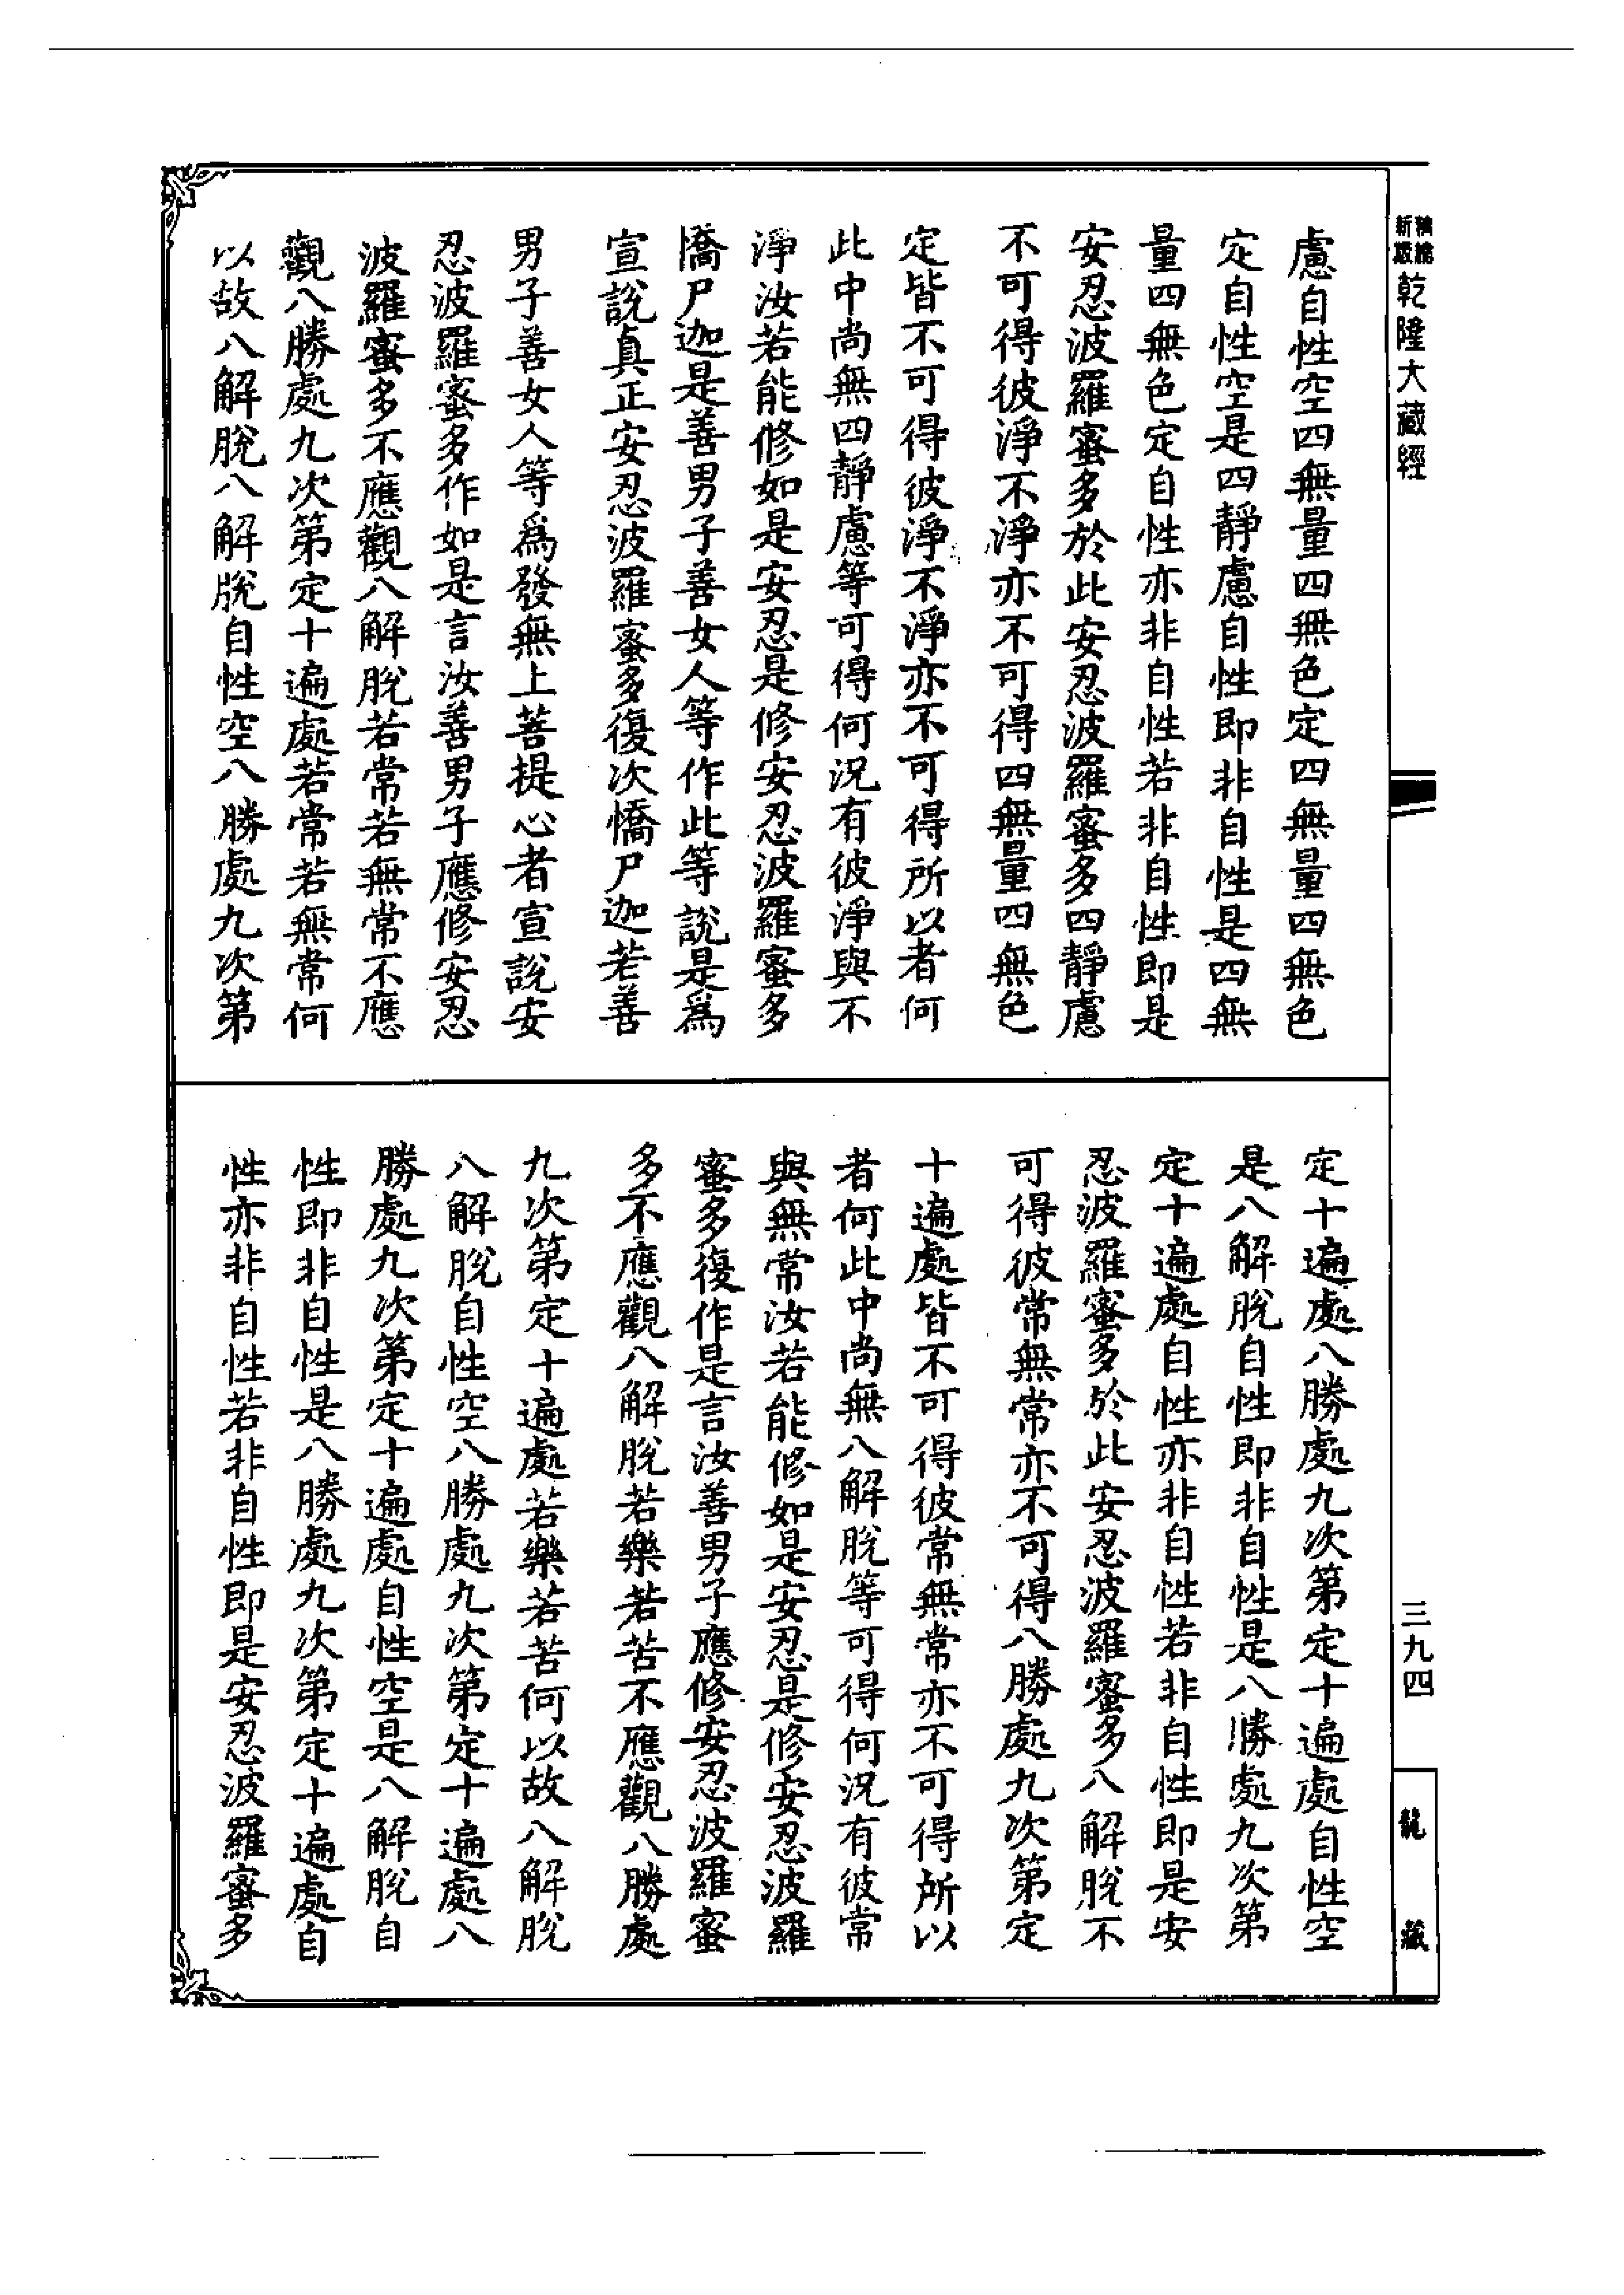 新版
精縮
乾隆大藏經
慮自性空四無量四無色定四無量四無色
定自性空是四靜慮自性即非自性是四無
量四無色定自性亦非自性若非自性即是
安忍波羅蜜多於此安忍波羅蜜多四靜慮
不可得彼淨不淨亦不可得四無量四無色
定皆不可得彼淨不淨亦不可得所以者何
此中尚無四靜慮等可得何況有彼淨與不
淨汝若能修如是安忍是修安忍波羅蜜多
憍尸迦是善男子善女人等作此等說是為
宣說真正安忍波羅蜜多復次憍尸迦若善
男子善女人等為發無上菩提心者宣說安
忍波羅蜜多作如是言汝善男子應修安忍
波羅蜜多不應觀八解脫若常若無常不應
觀八勝處九次第定十遍處若常若無常何
以故八解脫八解脫自性空八勝處九次第
定十遍處八勝處九次第定十遍處自性空
是八解脫自性即非自性是八勝處九次第
定十遍處自性亦非自性若非自性即是安
忍波羅蜜多於此安忍波羅蜜多八解脫不
可得彼常無常亦不可得八勝處九次第定
十遍處皆不可得彼常無常亦不可得所以
者何此中尚無八解脫等可得何況有彼常
與無常汝若能修如是安忍是修安忍波羅
蜜多復作是言汝善男子應修安忍波羅蜜
多不應觀八解脫若樂若苦不應觀八勝處
九次第定十遍處若樂若苦何以故八解脫
八解脫自性空八勝處九次第定十遍處八
勝處九次第定十遍處自性空是八解脫自
性即非自性是八勝處九次第定十遍處自
性亦非自性若非自性即是安忍波羅蜜多
三九四
龍藏